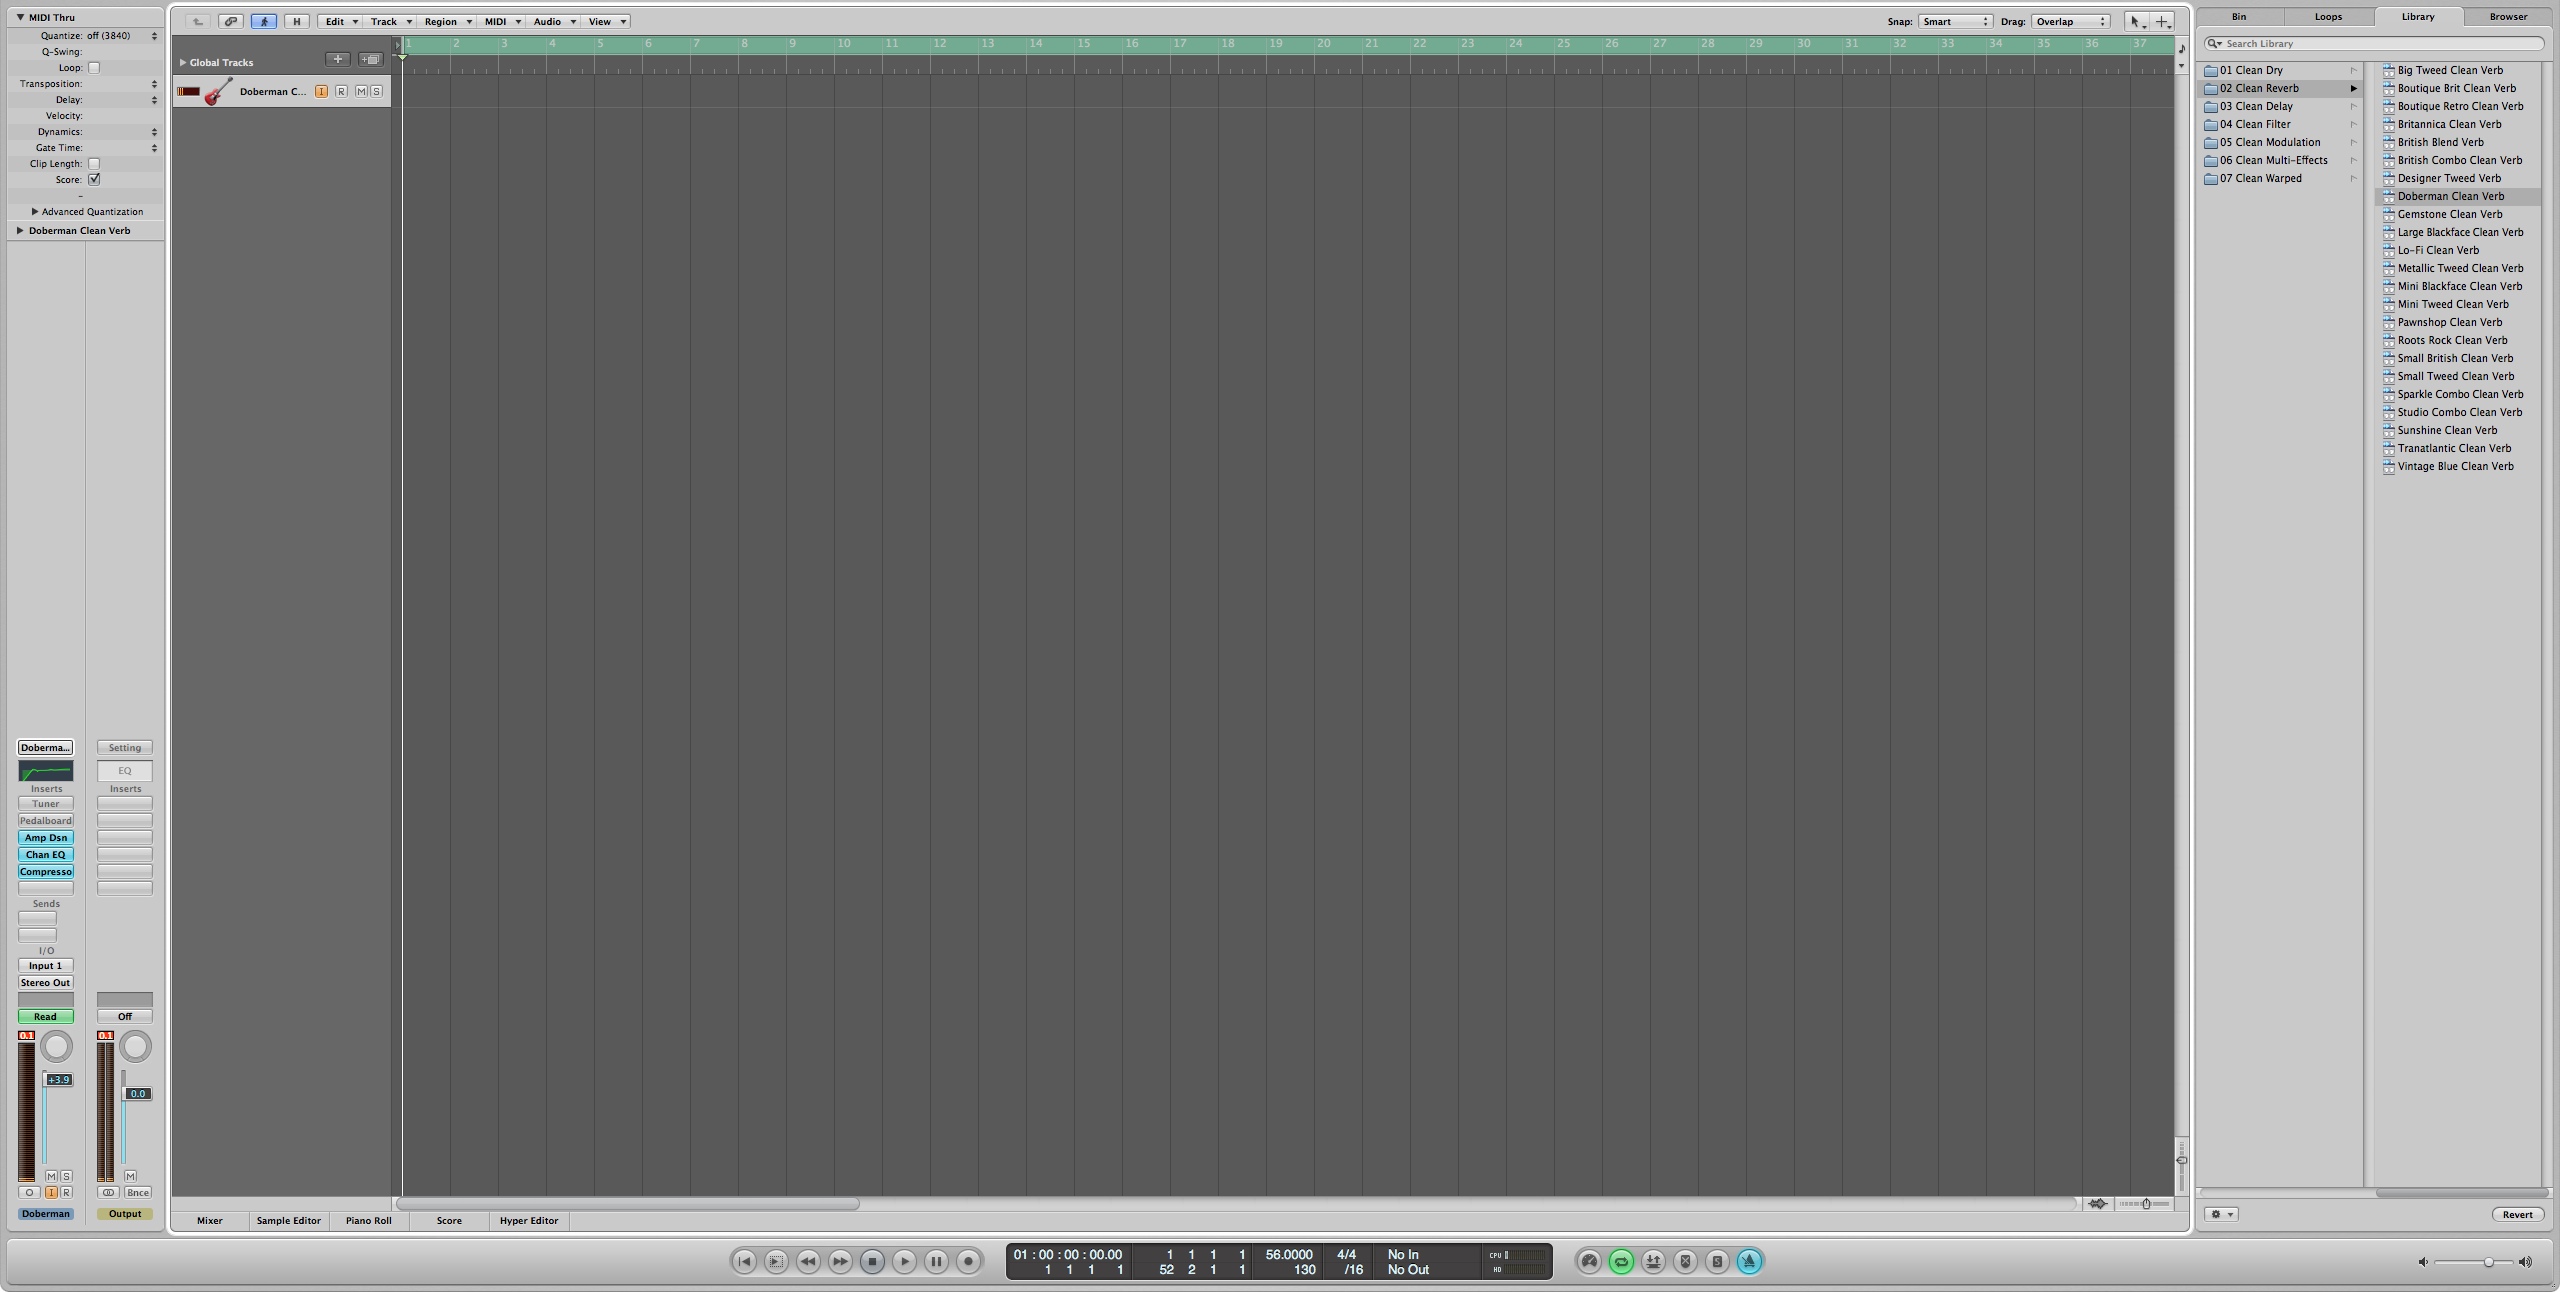 MIDI Thru
Quantize: off (3840)
Q-Swing:
Loop:
Transposition:
Delay:
Velocity:
Dynamics:
Gate Time:
Clip Length:
Score:
-
Advanced Quantization
Doberman Clean Verb
Doberma... Setting
EQ
Inserts Inserts
Tuner
Pedalboard
Amp Dsn
Chan EQ
Compresso
Sends
I/O
Input 1
Stereo Out
Read Off
0.1 0.1
+3.9
0.0
M S M
I R Bnce
Doberman Output
H Edit Track Region MIDI Audio View Snap: Smart Drag: Overlap
1 2 3 4 5 6 7 8 9 10 11 12 13 14 15 16 17 18 19 20 21 22 23 24 25 26 27 28 29 30 31 32 33 34 35 36 37
Global Tracks
Doberman C... I R M S
Mixer Sample Editor Piano Roll Score Hyper Editor
Bin Loops Library Browser
Search Library
01 Clean Dry
02 Clean Reverb
03 Clean Delay
04 Clean Filter
05 Clean Modulation
06 Clean Multi-Effects
07 Clean Warped
Big Tweed Clean Verb
Boutique Brit Clean Verb
Boutique Retro Clean Verb
Britannica Clean Verb
British Blend Verb
British Combo Clean Verb
Designer Tweed Verb
Doberman Clean Verb
Gemstone Clean Verb
Large Blackface Clean Verb
Lo-Fi Clean Verb
Metallic Tweed Clean Verb
Mini Blackface Clean Verb
Mini Tweed Clean Verb
Pawnshop Clean Verb
Roots Rock Clean Verb
Small British Clean Verb
Small Tweed Clean Verb
Sparkle Combo Clean Verb
Studio Combo Clean Verb
Sunshine Clean Verb
Tranatlantic Clean Verb
Vintage Blue Clean Verb
Revert
01 : 00 : 00 : 00.00 1 1 1 1 56.0000 4/4 No In CPU
1 1 1 1 52 2 1 1 130 /16 No Out HD
S